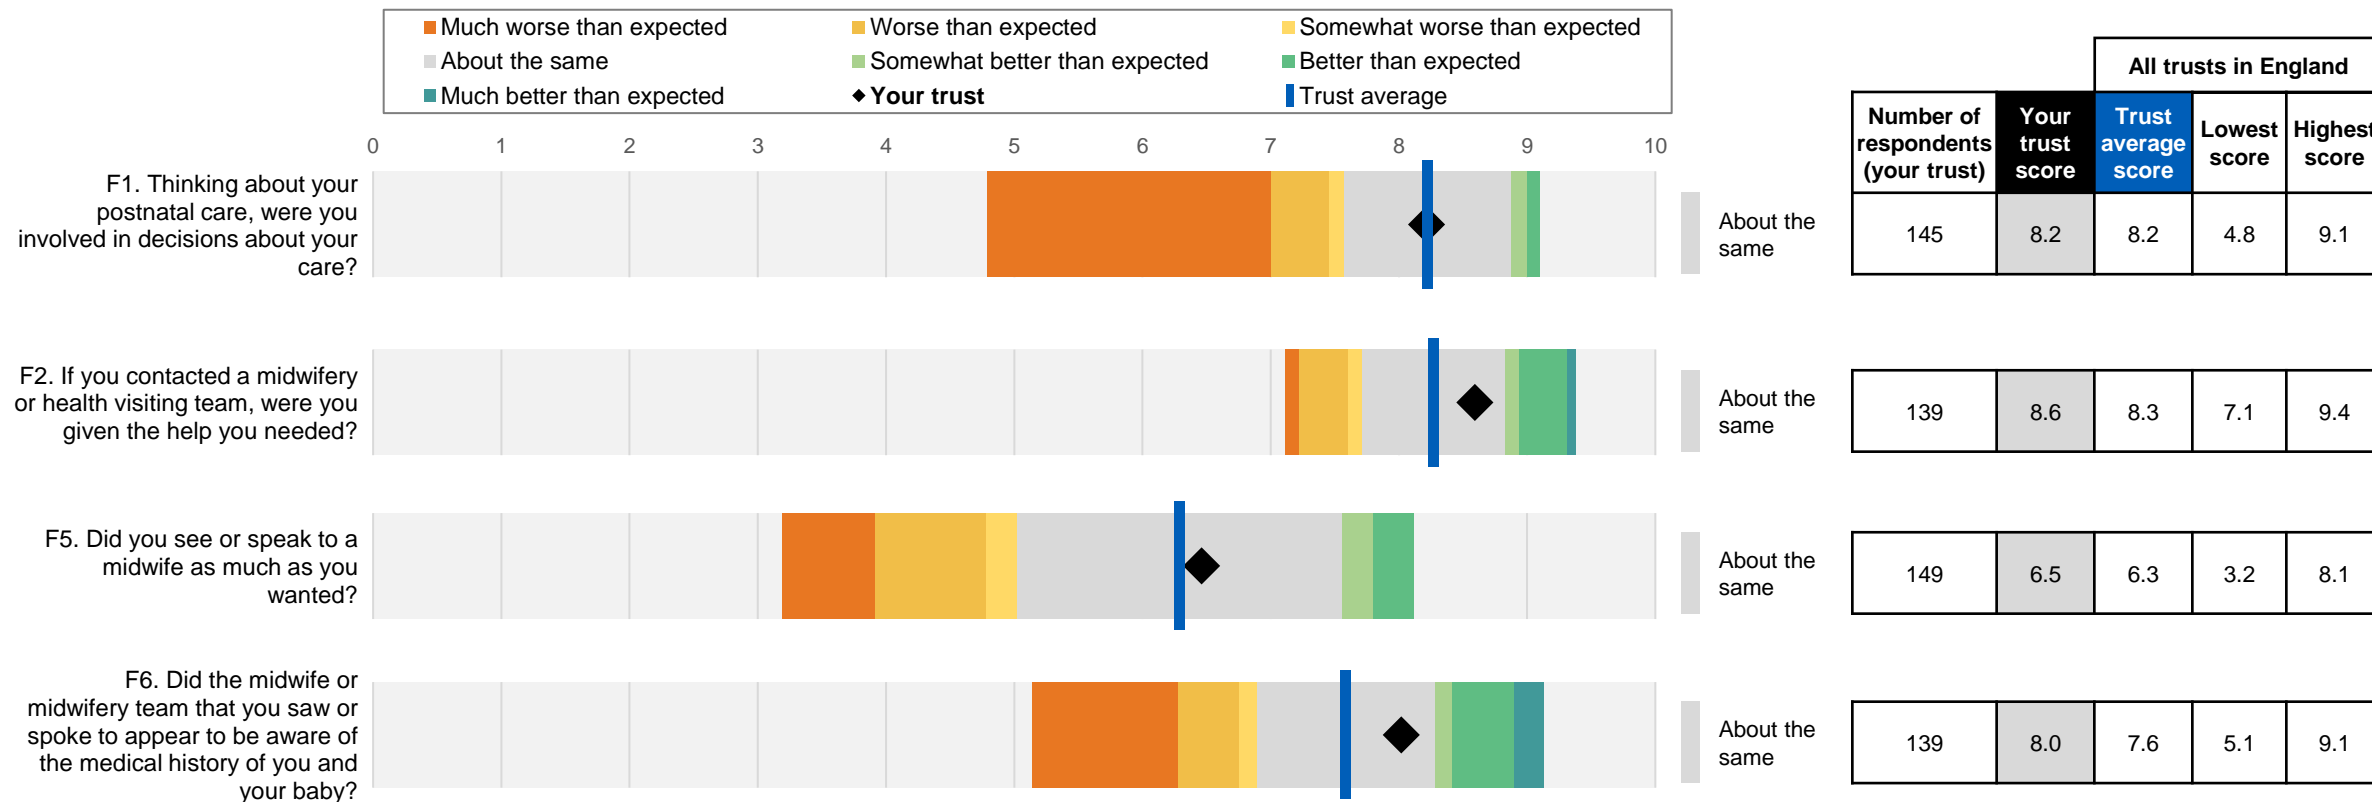 Much worse than expected
Worse than expected
Somewhat worse than expected
About the same
Somewhat better than expected
Better than expected
Much better than expected
Your trust
Trust average
All trusts in England
Number of respondents (your trust)
Your trust score
Trust average score
Lowest score
Highest score
0 1 2 3 4 5 6 7 8 9 10
F1. Thinking about your
postnatal care, were you
involved in decisions about your
care?
About the
same
145 8.2 8.2 4.8 9.1
F2. If you contacted a midwifery
or health visiting team, were you
given the help you needed?
About the
same
139 8.6 8.3 7.1 9.4
F5. Did you see or speak to a
midwife as much as you
wanted?
About the
same
149 6.5 6.3 3.2 8.1
F6. Did the midwife or
midwifery team that you saw or
spoke to appear to be aware of
the medical history of you and
your baby?
About the
same
139 8.0 7.6 5.1 9.1